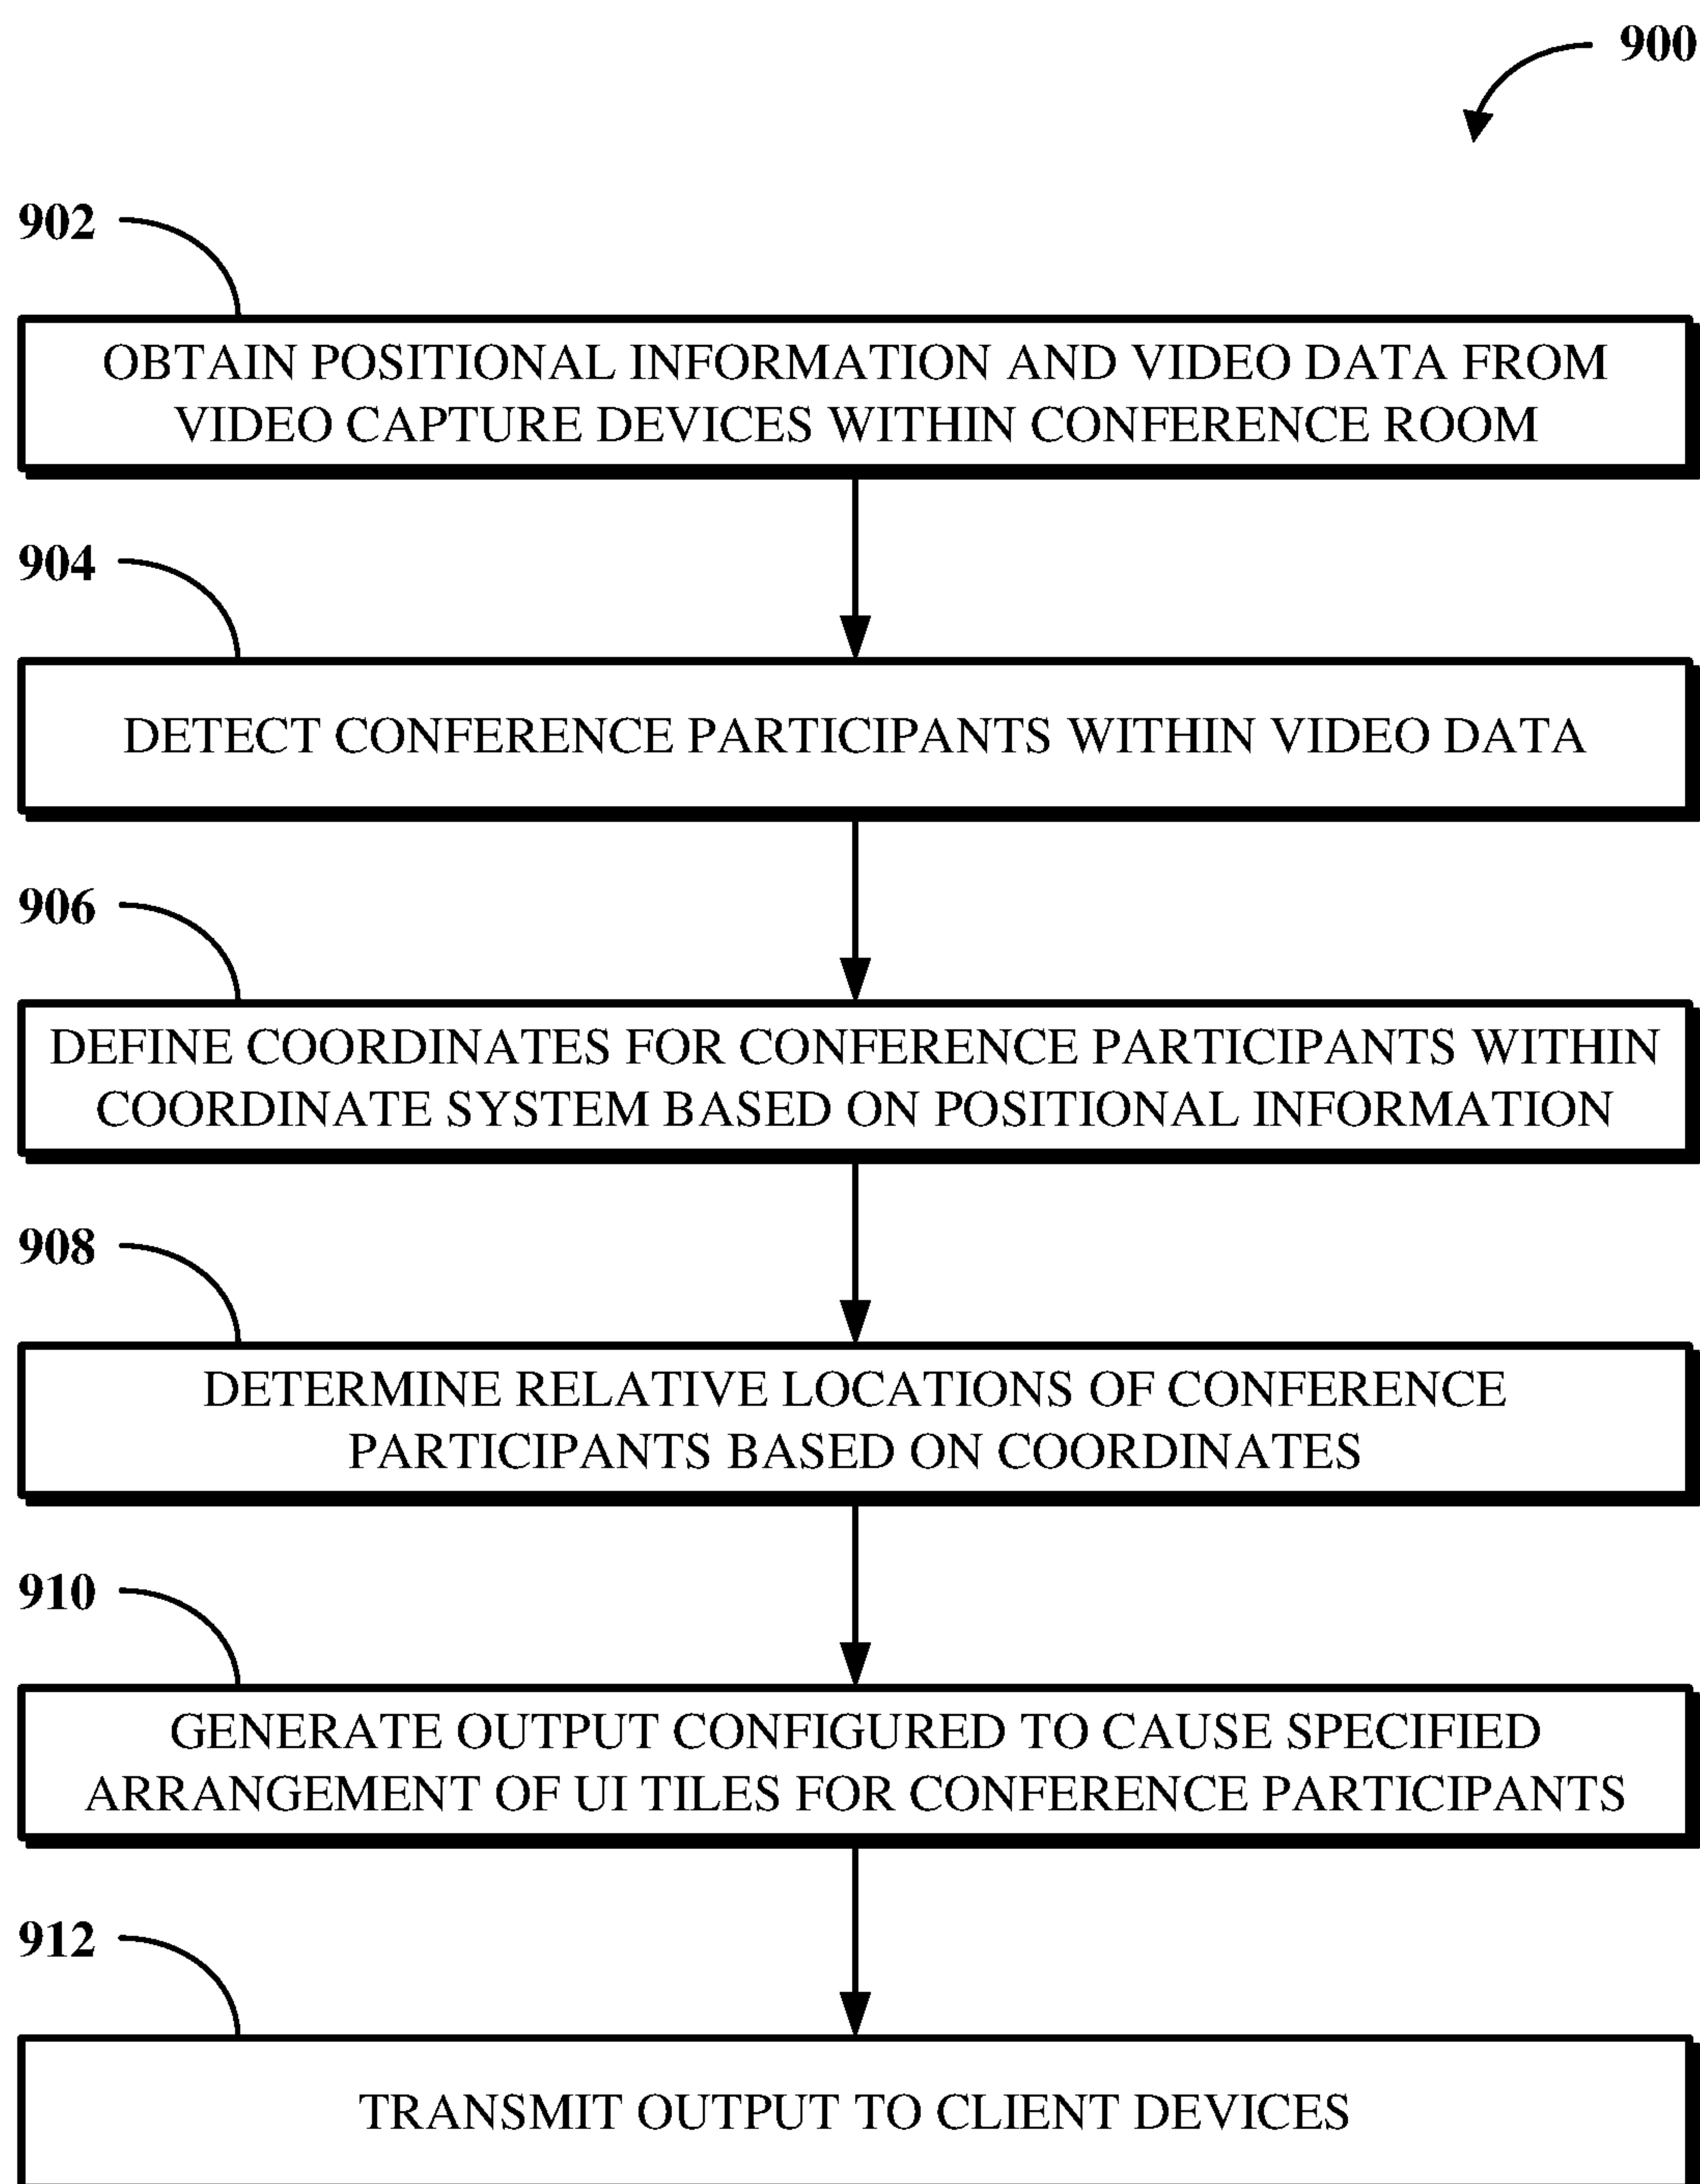 900
902
OBTAIN POSITIONAL INFORMATION AND VIDEO DATA FROM
VIDEO CAPTURE DEVICES WITHIN CONFERENCE ROOM
904
DETECT CONFERENCE PARTICIPANTS WITHIN VIDEO DATA
906
DEFINE COORDINATES FOR CONFERENCE PARTICIPANTS WITHIN
COORDINATE SYSTEM BASED ON POSITIONAL INFORMATION
908
DETERMINE RELATIVE LOCATIONS OF CONFERENCE
PARTICIPANTS BASED ON COORDINATES
910
GENERATE OUTPUT CONFIGURED TO CAUSE SPECIFIED
ARRANGEMENT OF UI TILES FOR CONFERENCE PARTICIPANTS
912
TRANSMIT OUTPUT TO CLIENT DEVICES